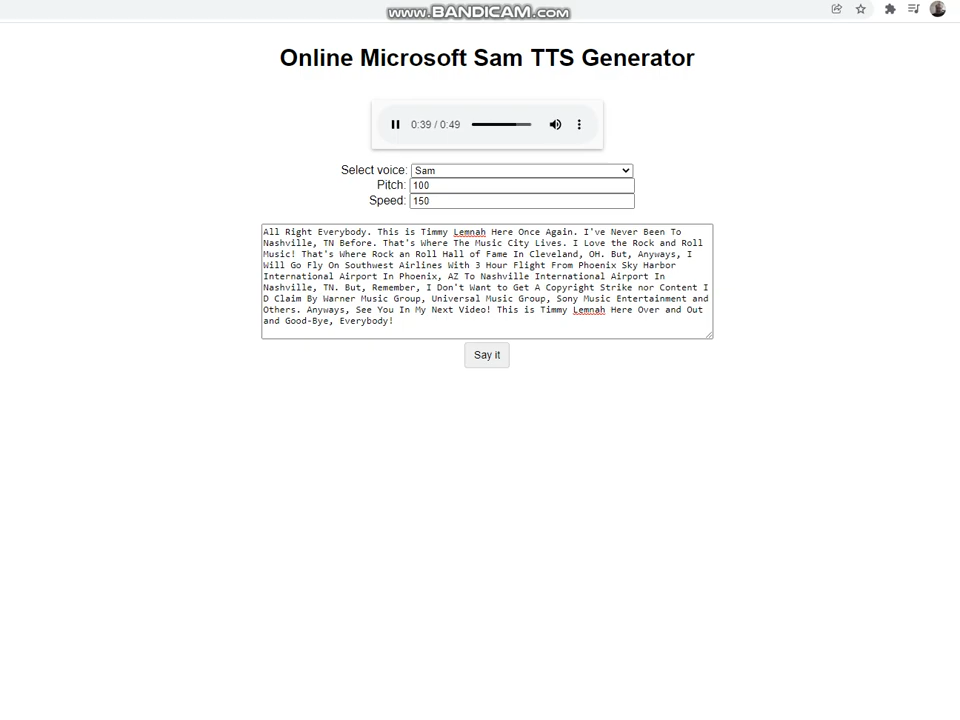 www.BANDICAM.com
Online Microsoft Sam TTS Generator
0:39 / 0:49
Select voice: Sam
Pitch: 100
Speed: 150
All Right Everybody. This is Timmy Lemnah Here Once Again. I've Never Been To
Nashville, TN Before. That's Where The Music City Lives. I Love the Rock and Roll
Music! That's Where Rock an Roll Hall of Fame In Cleveland, OH. But, Anyways, I
Will Go Fly On Southwest Airlines With 3 Hour Flight From Phoenix Sky Harbor
International Airport In Phoenix, AZ To Nashville International Airport In
Nashville, TN. But, Remember, I Don't Want to Get A Copyright Strike nor Content I
D Claim By Warner Music Group, Universal Music Group, Sony Music Entertainment and
Others. Anyways, See You In My Next Video! This is Timmy Lemnah Here Over and Out
and Good-Bye, Everybody!
Say it